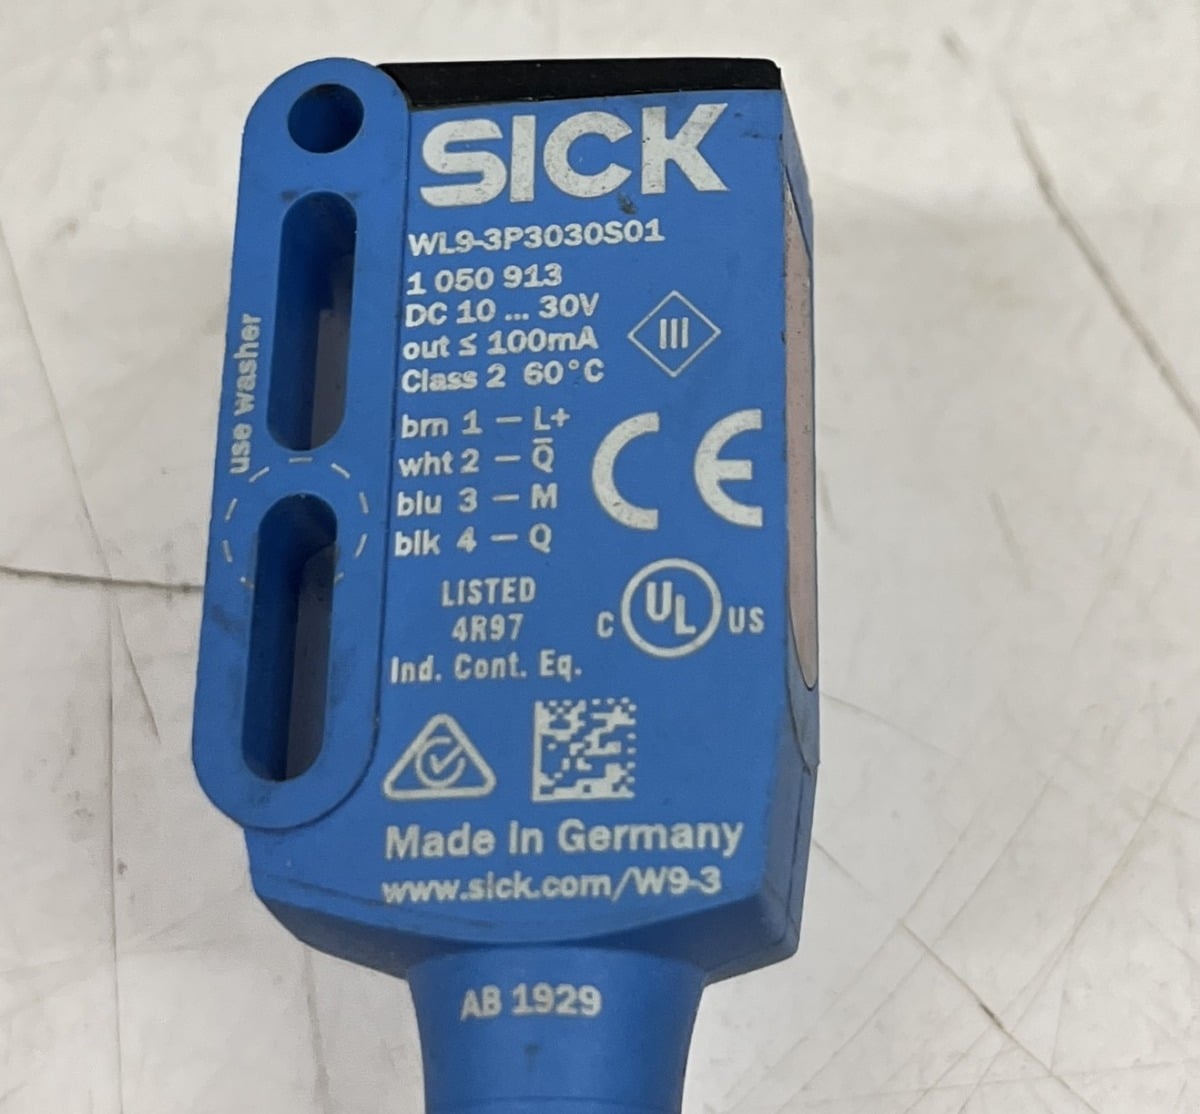 SICK
WL9-3P3030S01
1 050 913
DC 10 ... 30V
out ≤ 100mA
Class 2 60°C
III
brn 1 – L+
wht 2 – Q̅
blu 3 – M
blk 4 – Q
CE
LISTED
4R97
Ind. Cont. Eq.
C UL US
Made in Germany
www.sick.com/W9-3
AB 1929
use washer